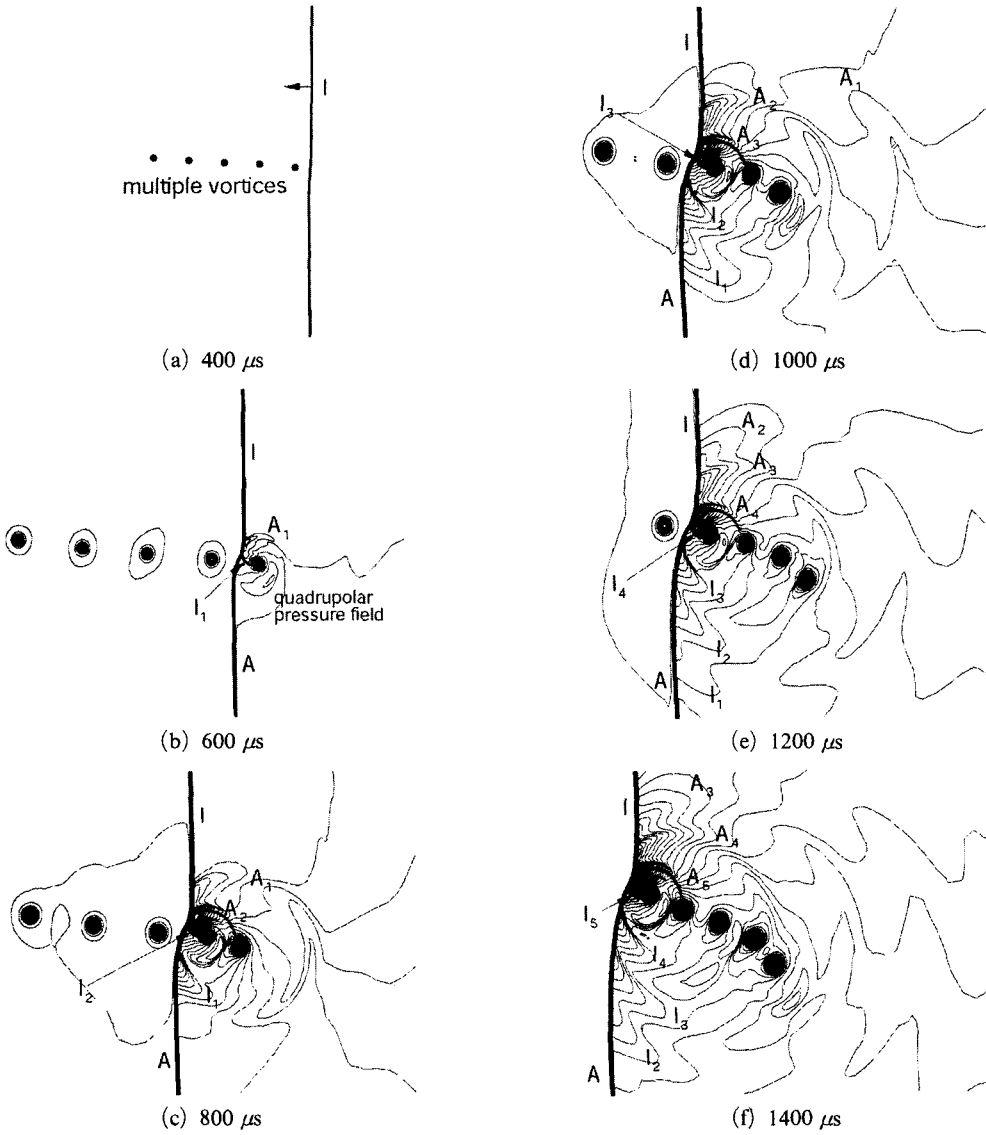 I
multiple vortices
(a) 400 μs
I
A₁
I₁
quadrupolar
pressure field
A
(b) 600 μs
I
A₁
A₂
I₂
I₁
A
(c) 800 μs
I
A₁
A₂
I₃
A₃
I₂
I₁
A
(d) 1000 μs
I
A₂
A₃
A₄
I₄
I₃
I₂
A
I₁
(e) 1200 μs
A₃
I
A₄
A₅
I₅
I₄
I₃
I₂
A
(f) 1400 μs